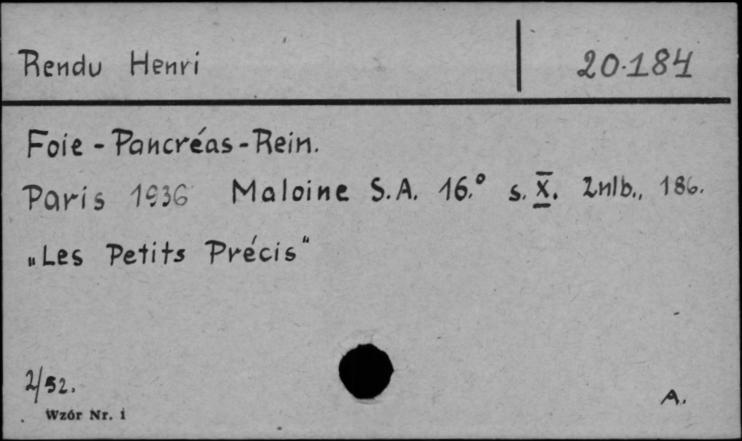 Rendu Henri 20.184
Foie - Pancréas - Rein.
Paris 1936 Maloine S.A. 16.° s. X. 2nlb., 186.
„Les Petits Précis“
2/52.
Wzór Nr. 1
A.